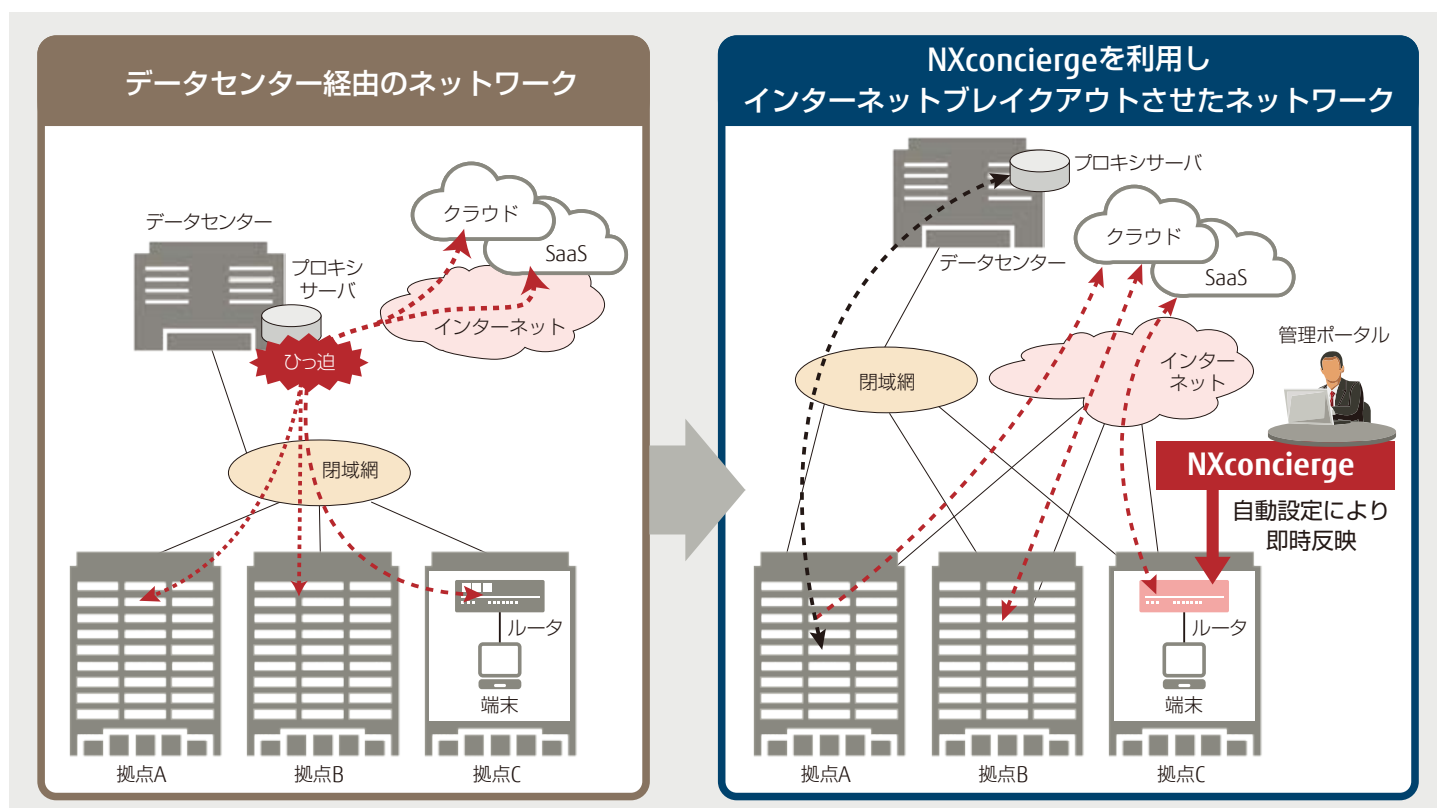 データセンター経由のネットワーク
データセンター
プロキシ
サーバ
ひっ迫
クラウド
SaaS
インターネット
閉域網
ルータ
端末
拠点A
拠点B
拠点C
NXconciergeを利用し
インターネットブレイクアウトさせたネットワーク
プロキシサーバ
データセンター
クラウド
SaaS
閉域網
インター
ネット
管理ポータル
NXconcierge
自動設定により
即時反映
ルータ
端末
拠点A
拠点B
拠点C